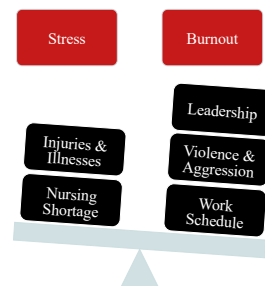 Stress
Burnout
Leadership
Injuries &
Illnesses
Violence &
Aggression
Nursing
Shortage
Work
Schedule